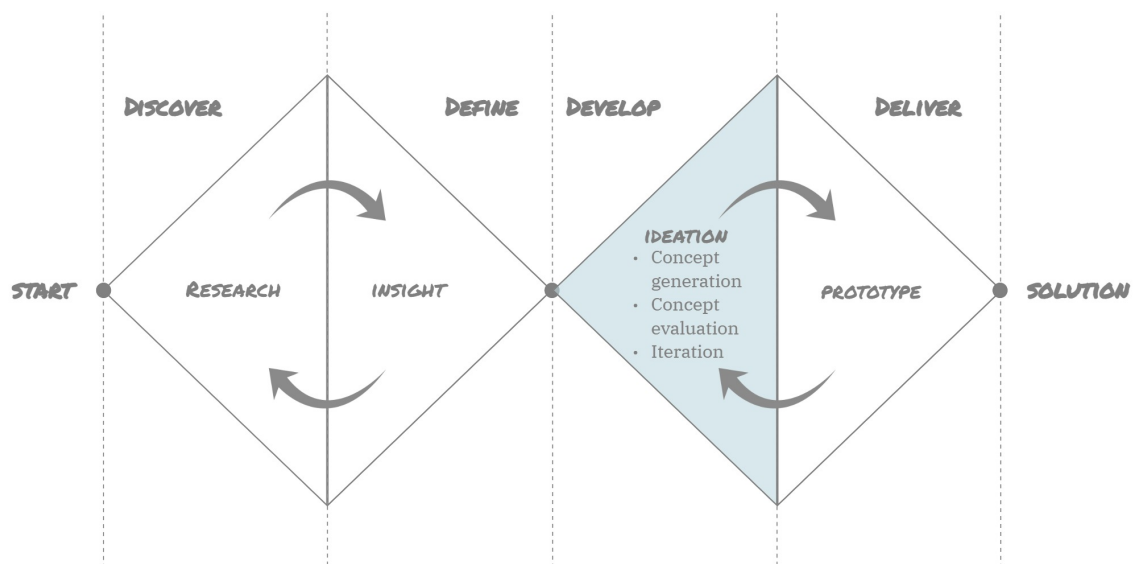 DISCOVER
DEFINE
DEVELOP
DELIVER
IDEATION
• Concept
generation
• Concept
evaluation
• Iteration
START
RESEARCH
INSIGHT
PROTOTYPE
SOLUTION